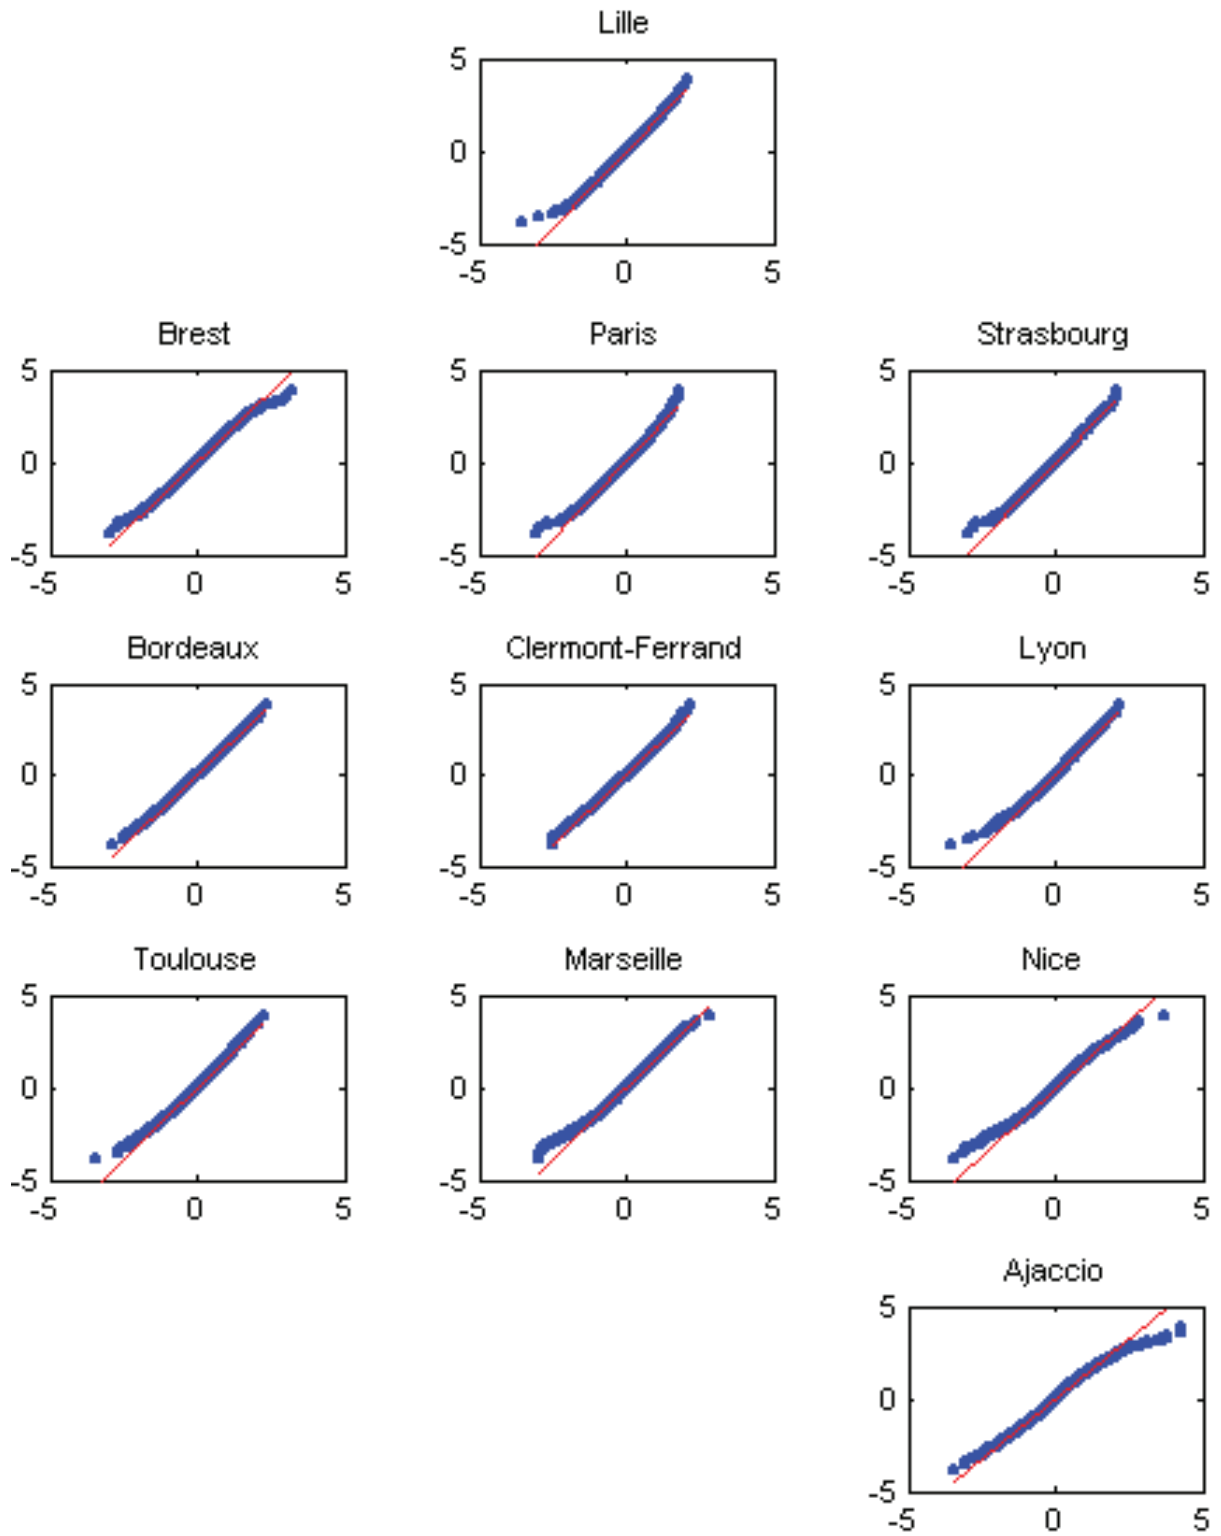 Lille
5
0
-5
-5 0 5
Brest Paris Strasbourg
5 5 5
0 0 0
-5 -5 -5
-5 0 5 -5 0 5 -5 0 5
Bordeaux Clermont-Ferrand Lyon
5 5 5
0 0 0
-5 -5 -5
-5 0 5 -5 0 5 -5 0 5
Toulouse Marseille Nice
5 5 5
0 0 0
-5 -5 -5
-5 0 5 -5 0 5 -5 0 5
Ajaccio
5
0
-5
-5 0 5